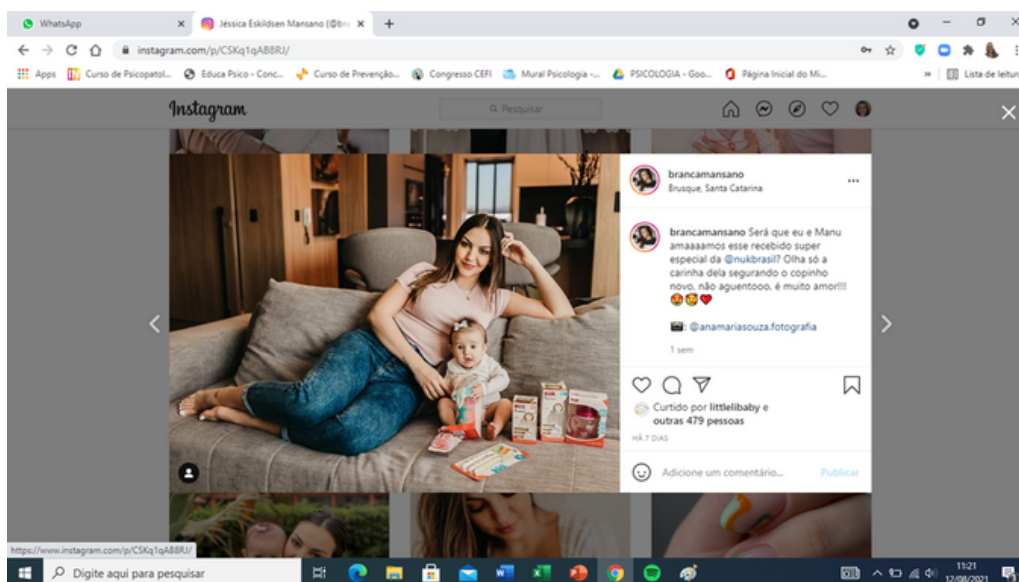 WhatsApp
Jéssica Eskildsen Mansano (@bra
instagram.com/p/CSKq1qAB8RJ/
Apps
Curso de Psicopatol...
Educa Psico - Conc...
Curso de Prevenção...
Congresso CEFI
Mural Psicologia -...
PSICOLOGIA - Goo...
Página Inicial do Mi...
Lista de leitura
Instagram
Pesquisar
brancamansano
Brusque, Santa Catarina
brancamansano Será que eu e Manu
amaaaamos esse recebido super
especial da @nukbrasil? Olha só a
carinha dela segurando o copinho
novo, não aguentooo, é muito amor!!!
: @anamariasouza.fotografia
1 sem
Curtido por littlelibaby e
outras 479 pessoas
HÁ 7 DIAS
Adicione um comentário...
Publicar
https://www.instagram.com/p/CSKq1qAB8RJ/
Digite aqui para pesquisar
11:21
12/08/2021